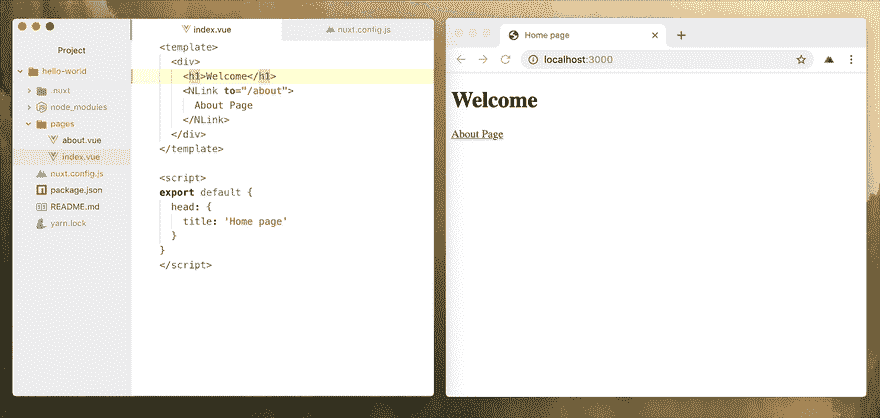 Project
hello-world
.nuxt
node_modules
pages
about.vue
index.vue
nuxt.config.js
package.json
README.md
yarn.lock
index.vue
nuxt.config.js
<template>
<div>
<h1>Welcome</h1>
<NLink to="/about">
About Page
</NLink>
</div>
</template>
<script>
export default {
head: {
title: 'Home page'
}
}
</script>
Home page
localhost:3000
Welcome
About Page